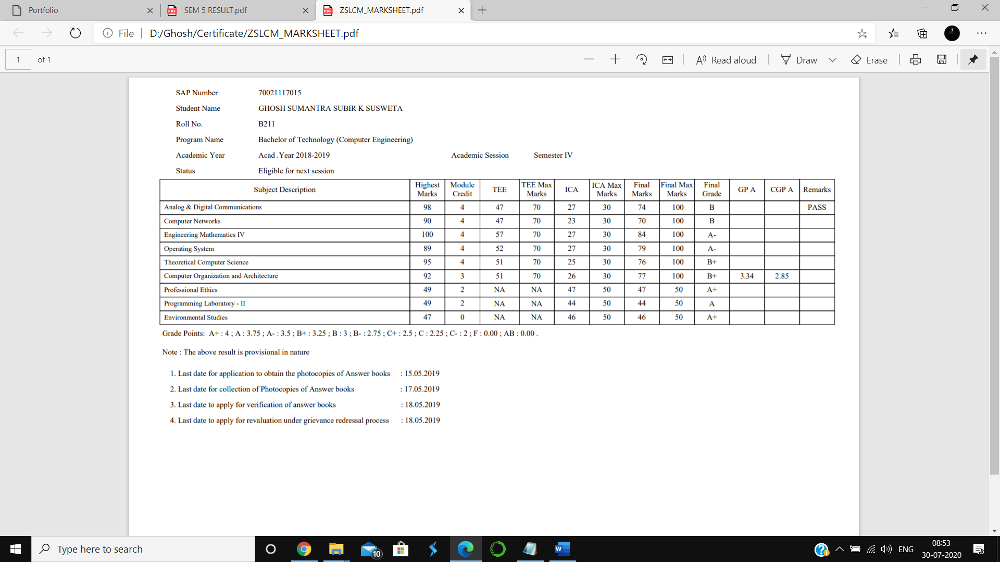 Portfolio
SEM 5 RESULT.pdf
ZSLCM_MARKSHEET.pdf
File D:/Ghosh/Certificate/ZSLCM_MARKSHEET.pdf
1 of 1 Read aloud Draw Erase
SAP Number 70021117015
Student Name GHOSH SUMANTRA SUBIR K SUSWETA
Roll No. B211
Program Name Bachelor of Technology (Computer Engineering)
Academic Year Acad .Year 2018-2019 Academic Session Semester IV
Status Eligible for next session
Subject Description Highest Marks Module Credit TEE TEE Max Marks ICA ICA Max Marks Final Marks Final Max Marks Final Grade GP A CGP A Remarks
Analog & Digital Communications 98 4 47 70 27 30 74 100 B PASS
Computer Networks 90 4 47 70 23 30 70 100 B
Engineering Mathematics IV 100 4 57 70 27 30 84 100 A-
Operating System 89 4 52 70 27 30 79 100 A-
Theoretical Computer Science 95 4 51 70 25 30 76 100 B+
Computer Organization and Architecture 92 3 51 70 26 30 77 100 B+ 3.34 2.85
Professional Ethics 49 2 NA NA 47 50 47 50 A+
Programming Laboratory - II 49 2 NA NA 44 50 44 50 A
Environmental Studies 47 0 NA NA 46 50 46 50 A+
Grade Points: A+ : 4 ; A : 3.75 ; A- : 3.5 ; B+ : 3.25 ; B : 3 ; B- : 2.75 ; C+ : 2.5 ; C : 2.25 ; C- : 2 ; F : 0.00 ; AB : 0.00 .
Note : The above result is provisional in nature
1. Last date for application to obtain the photocopies of Answer books : 15.05.2019
2. Last date for collection of Photocopies of Answer books : 17.05.2019
3. Last date to apply for verification of answer books : 18.05.2019
4. Last date to apply for revaluation under grievance redressal process : 18.05.2019
Type here to search
10
ENG
08:53
30-07-2020